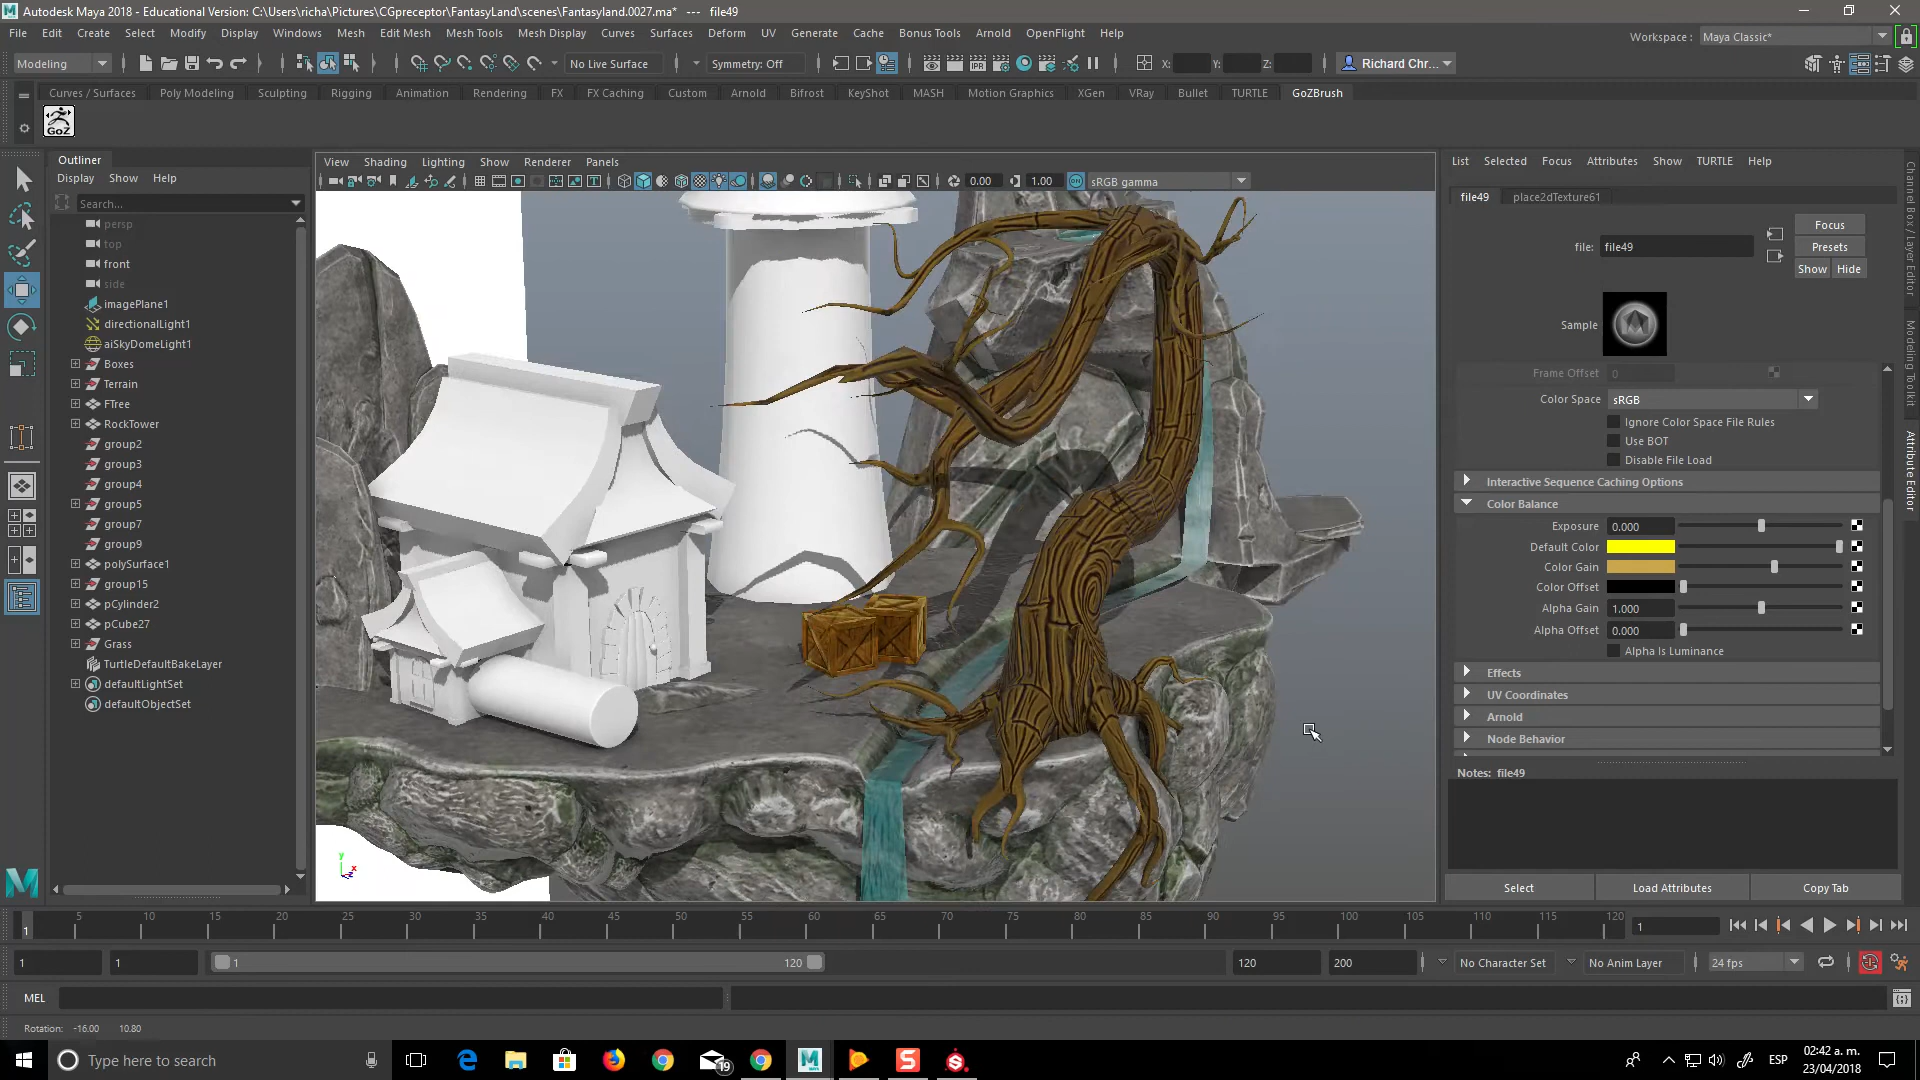 Autodesk Maya 2018 - Educational Version: C:\Users\richa\Pictures\CGpreceptor\FantasyLand\scenes\Fantasyland.0027.ma* --- file49
File Edit Create Select Modify Display Windows Mesh Edit Mesh Mesh Tools Mesh Display Curves Surfaces Deform UV Generate Cache Bonus Tools Arnold OpenFlight Help
Workspace : Maya Classic*
Modeling No Live Surface Symmetry: Off X: Y: Z: Richard Chr...
Curves / Surfaces Poly Modeling Sculpting Rigging Animation Rendering FX FX Caching Custom Arnold Bifrost KeyShot MASH Motion Graphics XGen VRay Bullet TURTLE GoZBrush
GoZ
Outliner
Display Show Help
Search...
persp
top
front
side
imagePlane1
directionalLight1
aiSkyDomeLight1
Boxes
Terrain
FTree
RockTower
group2
group3
group4
group5
group7
group9
polySurface1
group15
pCylinder2
pCube27
Grass
TurtleDefaultBakeLayer
defaultLightSet
defaultObjectSet
View Shading Lighting Show Renderer Panels
0.00 1.00 sRGB gamma
y
x
z
List Selected Focus Attributes Show TURTLE Help
file49 place2dTexture61
file: file49
Focus
Presets
Show Hide
Sample
Frame Offset 0
Color Space sRGB
Ignore Color Space File Rules
Use BOT
Disable File Load
Interactive Sequence Caching Options
Color Balance
Exposure 0.000
Default Color
Color Gain
Color Offset
Alpha Gain 1.000
Alpha Offset 0.000
Alpha Is Luminance
Effects
UV Coordinates
Arnold
Node Behavior
Notes: file49
Select Load Attributes Copy Tab
Channel Box / Layer Editor
Modeling Toolkit
Attribute Editor
1 5 10 15 20 25 30 35 40 45 50 55 60 65 70 75 80 85 90 95 100 105 110 115 120 1
1 1 1 120 120 200 No Character Set No Anim Layer 24 fps
MEL
Rotation: -16.00 10.80
Type here to search
19
ESP
02:42 a. m.
23/04/2018